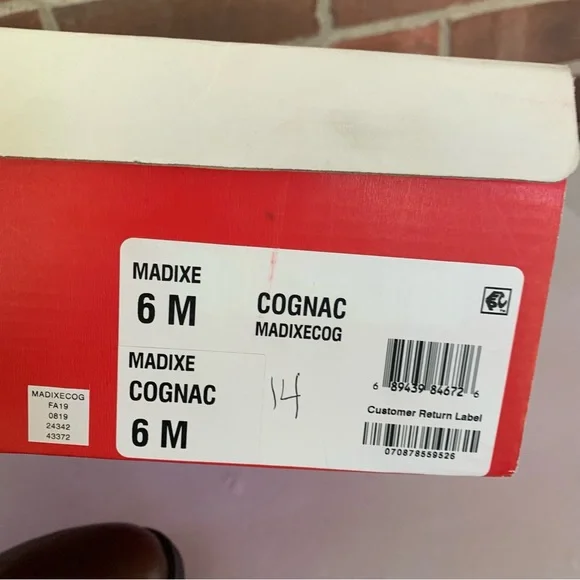 MADIXE
6 M
COGNAC
MADIXECOG
MADIXE
COGNAC
6 M
14
6 89439 84672 6
Customer Return Label
070878559526
MADIXECOG
FA19
0819
24342
43372